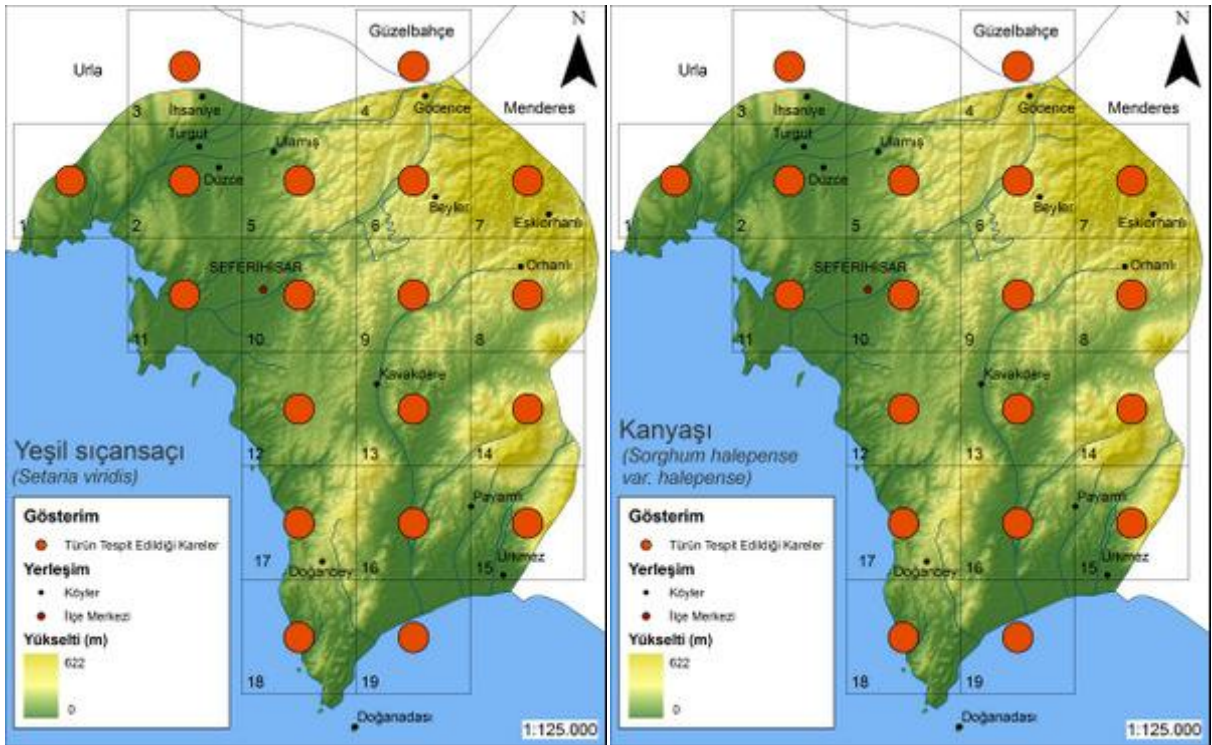 Güzelbahçe
N
Urla
3
İhsaniye
4
Gödence
Menderes
Turgut
Ulamış
Düzce
Beyler
1
2
5
6
7
Eskiorhanlı
SEFERİHİSAR
Orhanlı
11
10
9
8
Kavakdere
Yeşil sıçansaçı
(Setaria viridis)
12
13
14
Payamlı
Gösterim
Türün Tespit Edildiği Kareler
Yerleşim
Köyler
İlçe Merkezi
Yükselti (m)
622
0
17
Doğanbey
16
15
Ürkmez
18
19
Doğanadası
1:125.000
Güzelbahçe
N
Urla
3
İhsaniye
4
Gödence
Menderes
Turgut
Ulamış
Düzce
Beyler
1
2
5
6
7
Eskiorhanlı
SEFERİHİSAR
Orhanlı
11
10
9
8
Kavakdere
Kanyaşı
(Sorghum halepense
var. halepense)
12
13
14
Payamlı
Gösterim
Türün Tespit Edildiği Kareler
Yerleşim
Köyler
İlçe Merkezi
Yükselti (m)
622
0
17
Doğanbey
16
15
Ürkmez
18
19
Doğanadası
1:125.000